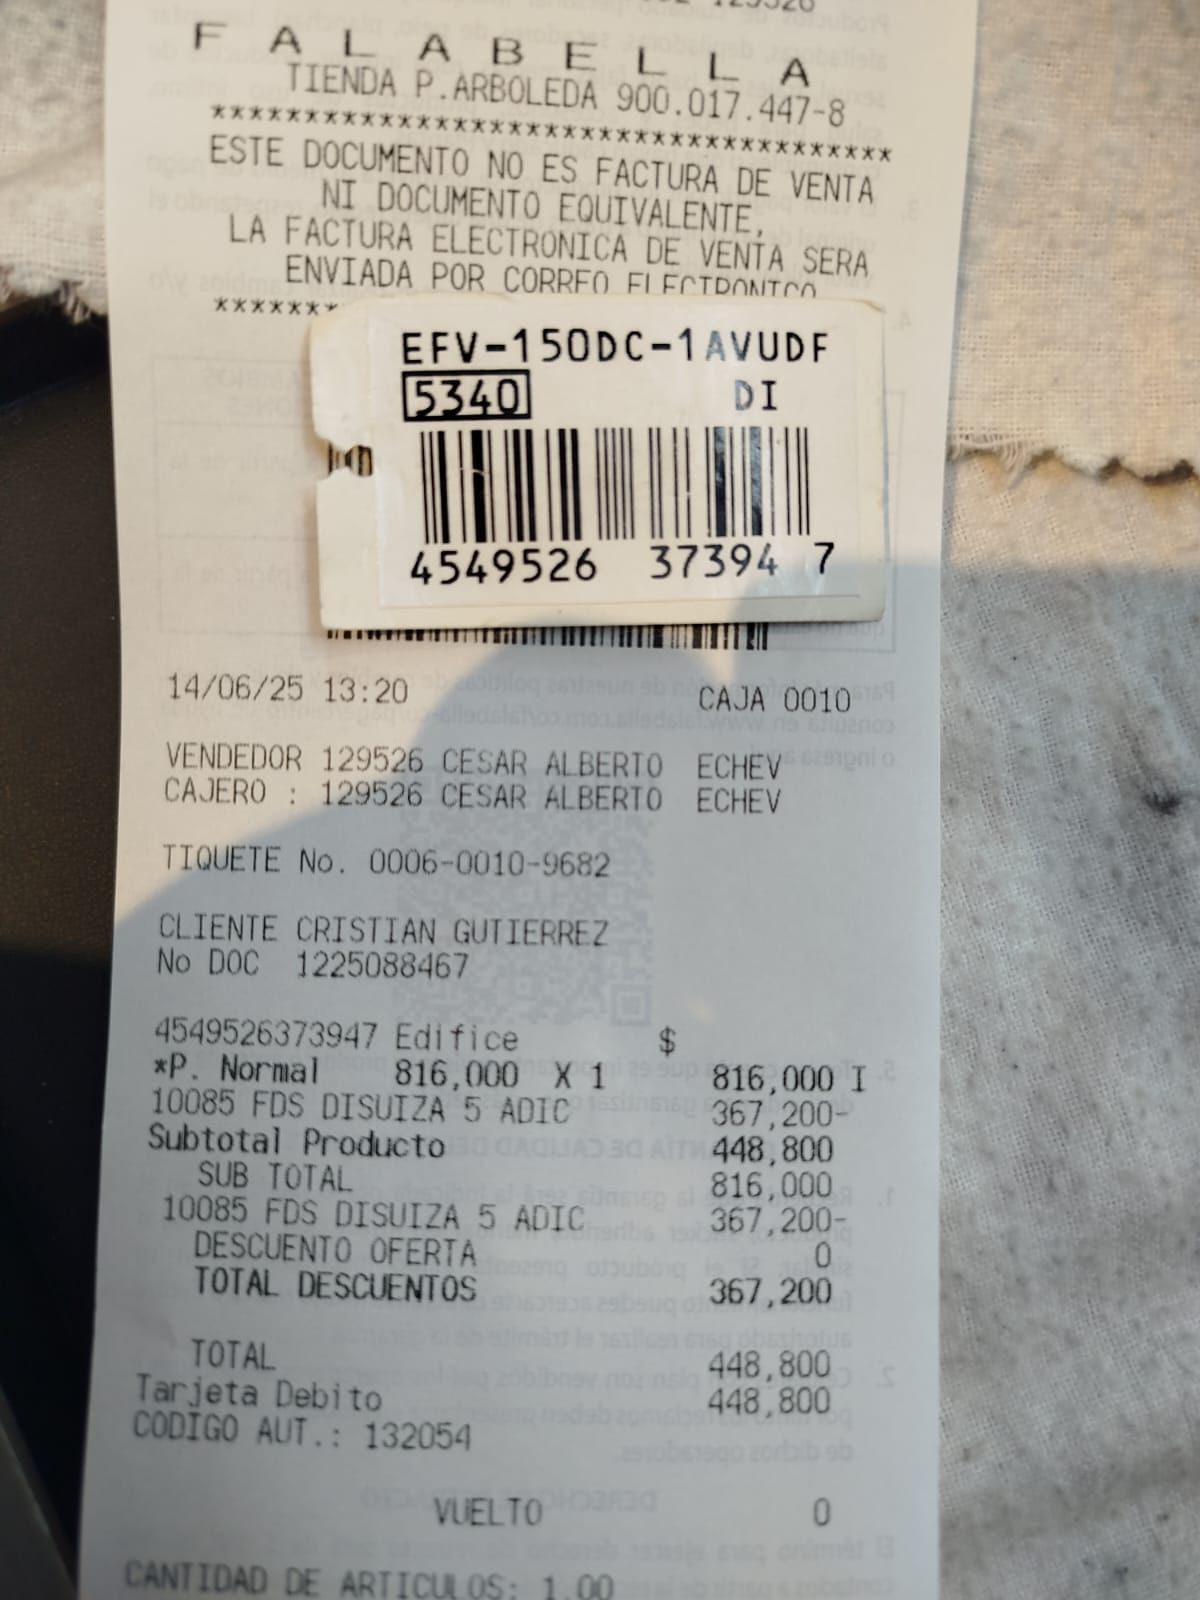 F A L A B E L L A
TIENDA P.ARBOLEDA 900.017.447-8
***************************************
ESTE DOCUMENTO NO ES FACTURA DE VENTA
NI DOCUMENTO EQUIVALENTE,
LA FACTURA ELECTRONICA DE VENTA SERA
ENVIADA POR CORREO ELECTRONICO
*******
EFV-150DC-1AVUDF
5340 DI
4549526 37394 7
14/06/25 13:20 CAJA 0010
VENDEDOR 129526 CESAR ALBERTO ECHEV
CAJERO : 129526 CESAR ALBERTO ECHEV
TIQUETE No. 0006-0010-9682
CLIENTE CRISTIAN GUTIERREZ
No DOC 1225088467
4549526373947 Edifice $
*P. Normal 816,000 X 1 816,000 I
10085 FDS DISUIZA 5 ADIC 367,200-
Subtotal Producto 448,800
SUB TOTAL 816,000
10085 FDS DISUIZA 5 ADIC 367,200-
DESCUENTO OFERTA 0
TOTAL DESCUENTOS 367,200
TOTAL 448,800
Tarjeta Debito 448,800
CODIGO AUT.: 132054
VUELTO 0
CANTIDAD DE ARTICULOS: 1.00